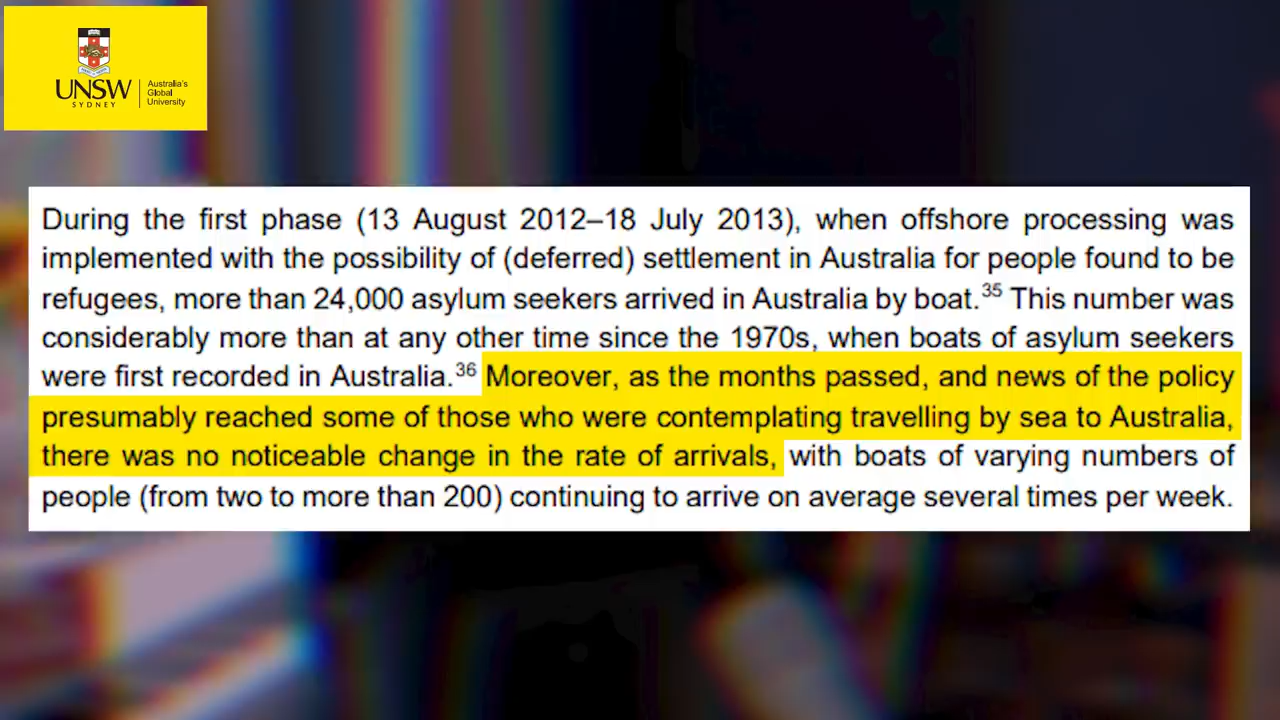 UNSW
SYDNEY
Australia's
Global
University
During the first phase (13 August 2012–18 July 2013), when offshore processing was
implemented with the possibility of (deferred) settlement in Australia for people found to be
refugees, more than 24,000 asylum seekers arrived in Australia by boat.³⁵ This number was
considerably more than at any other time since the 1970s, when boats of asylum seekers
were first recorded in Australia.³⁶ Moreover, as the months passed, and news of the policy
presumably reached some of those who were contemplating travelling by sea to Australia,
there was no noticeable change in the rate of arrivals, with boats of varying numbers of
people (from two to more than 200) continuing to arrive on average several times per week.